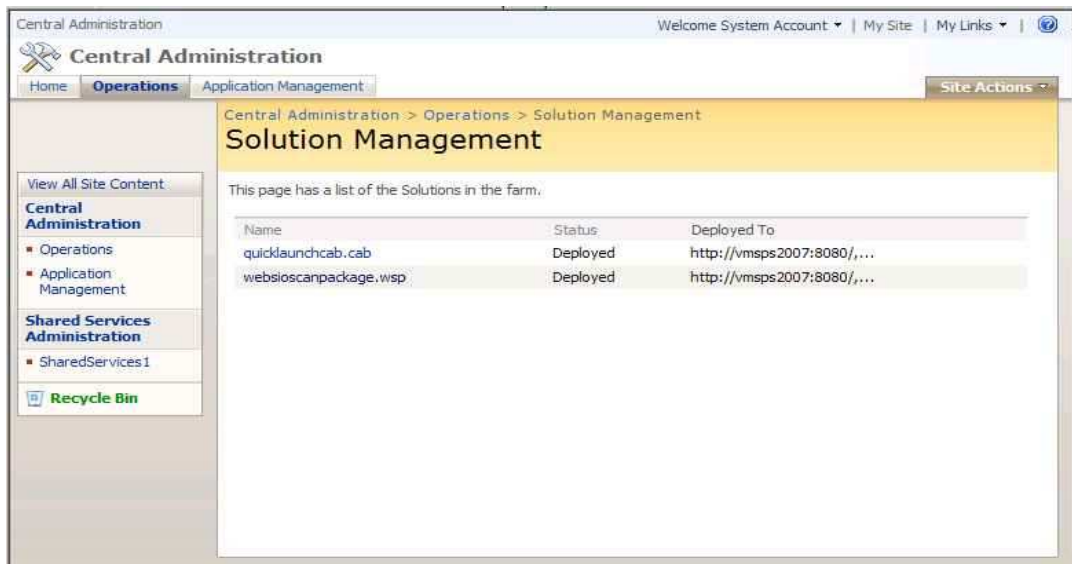 Central Administration
Welcome System Account | My Site | My Links |
Central Administration
Home Operations Application Management
Site Actions
Central Administration > Operations > Solution Management
Solution Management
View All Site Content
Central
Administration
Operations
Application
Management
Shared Services
Administration
SharedServices1
Recycle Bin
This page has a list of the Solutions in the farm.
Name Status Deployed To
quicklaunchcab.cab Deployed http://vmsps2007:8080/,...
websioscanpackage.wsp Deployed http://vmsps2007:8080/,...